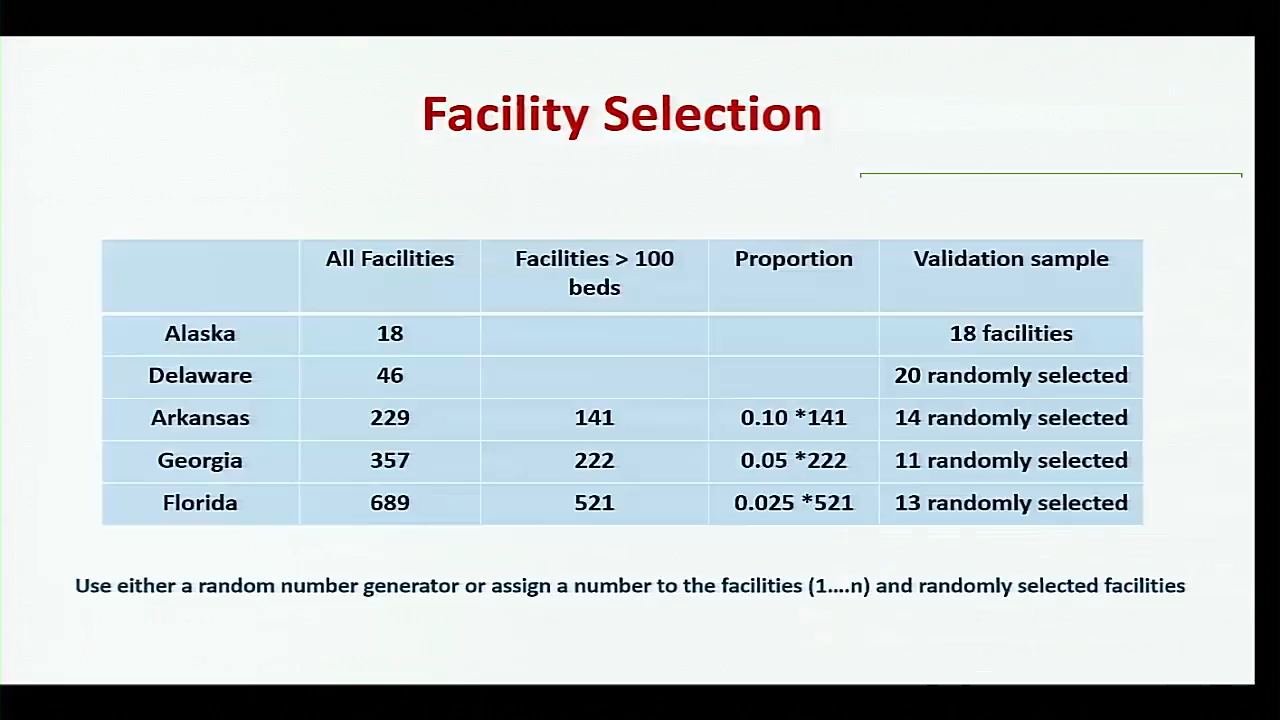 Facility Selection
All Facilities Facilities > 100 beds Proportion Validation sample
Alaska 18 18 facilities
Delaware 46 20 randomly selected
Arkansas 229 141 0.10 *141 14 randomly selected
Georgia 357 222 0.05 *222 11 randomly selected
Florida 689 521 0.025 *521 13 randomly selected
Use either a random number generator or assign a number to the facilities (1....n) and randomly selected facilities